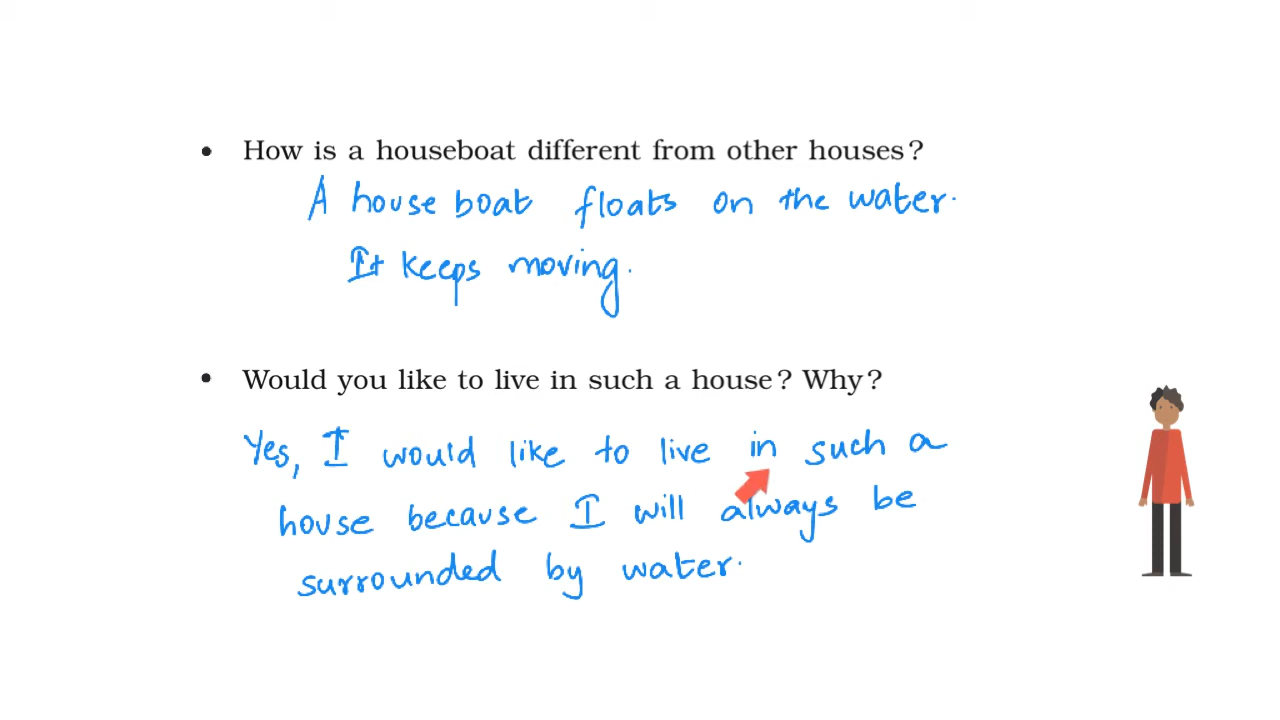 • How is a houseboat different from other houses?
A house boat floats on the water.
It keeps moving.
• Would you like to live in such a house? Why?
Yes, I would like to live in such a
house because I will always be
surrounded by water.